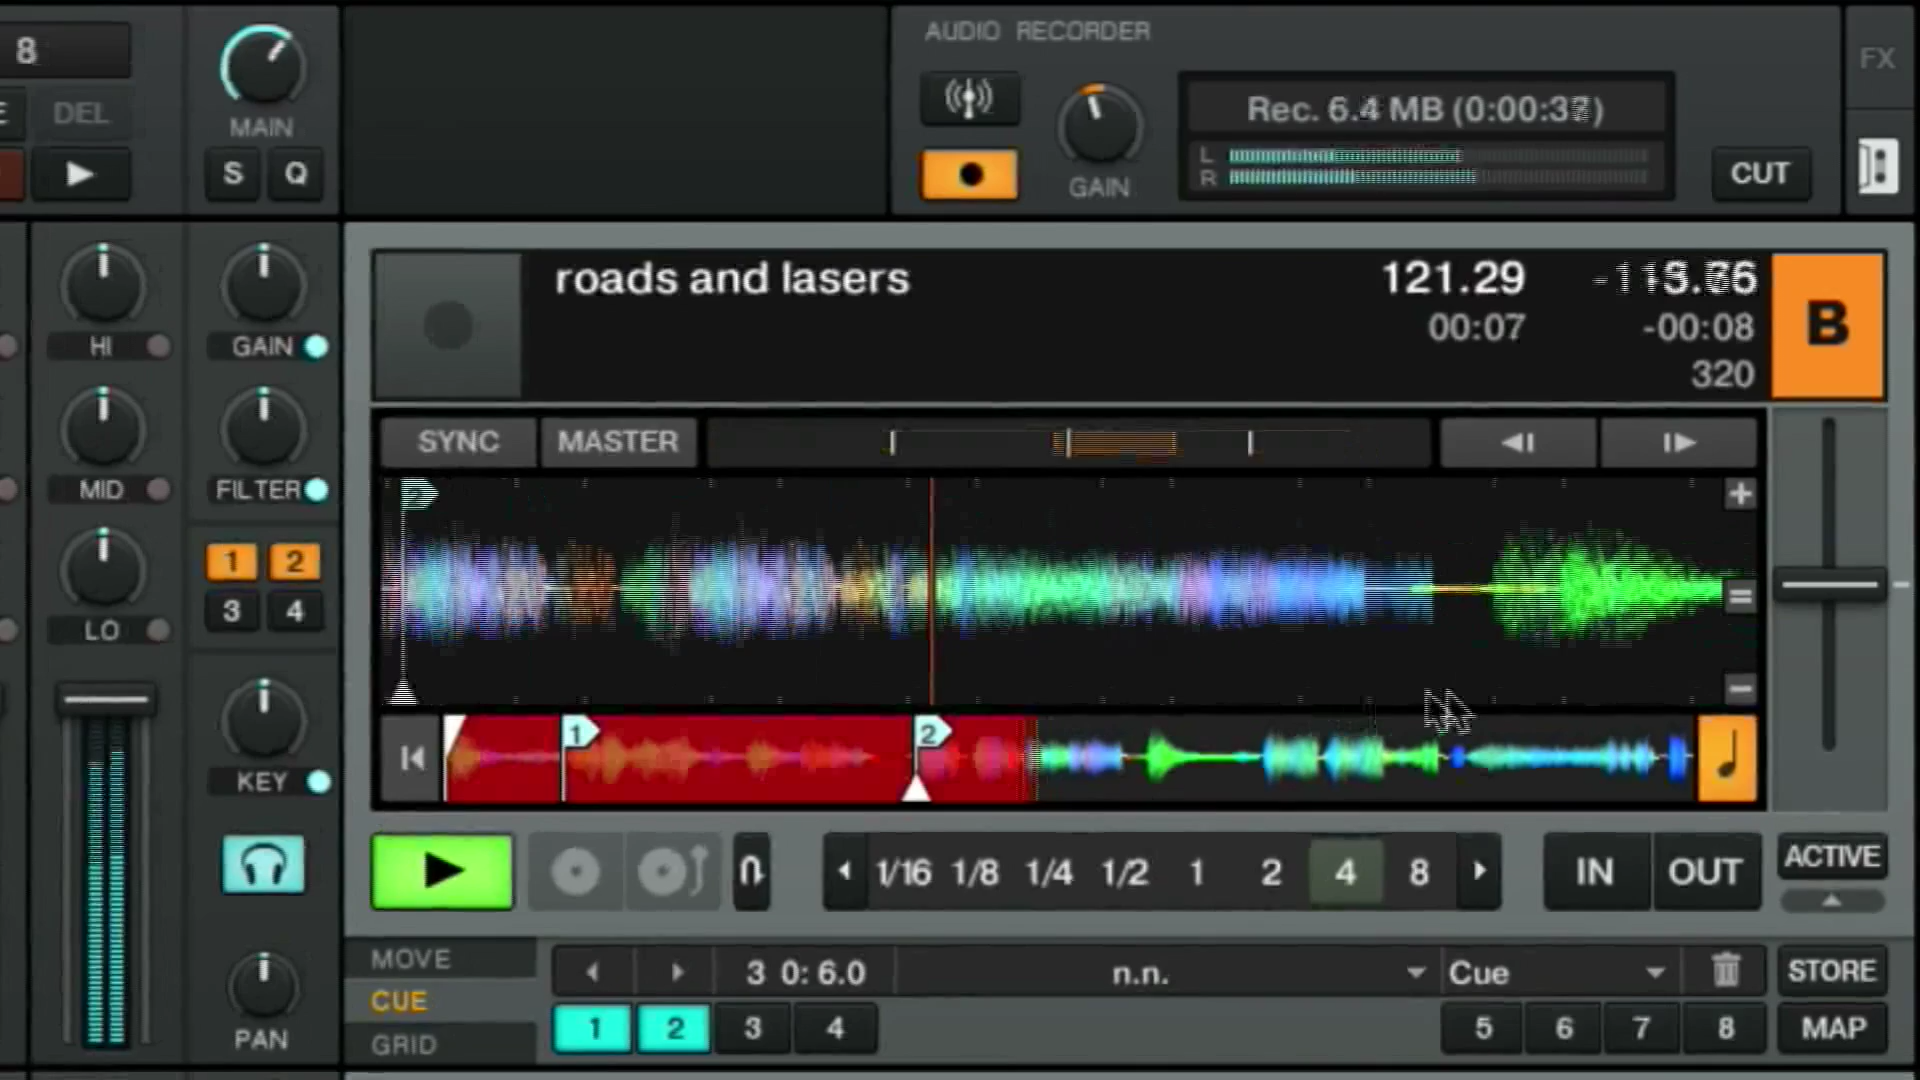 AUDIO RECORDER
FX
8
DEL
MAIN
S Q
Rec. 6.4 MB
L
R
GAIN
CUT
roads and lasers
121.29
00:07
-00:08
320
B
HI
GAIN
SYNC MASTER
MID
FILTER
2
1 2
3 4
LO
1
2
KEY
1/16 1/8 1/4 1/2 1 2 4 8
IN OUT
ACTIVE
MOVE
CUE
GRID
3 0: 6.0
n.n.
Cue
STORE
1 2 3 4
5 6 7 8
MAP
PAN